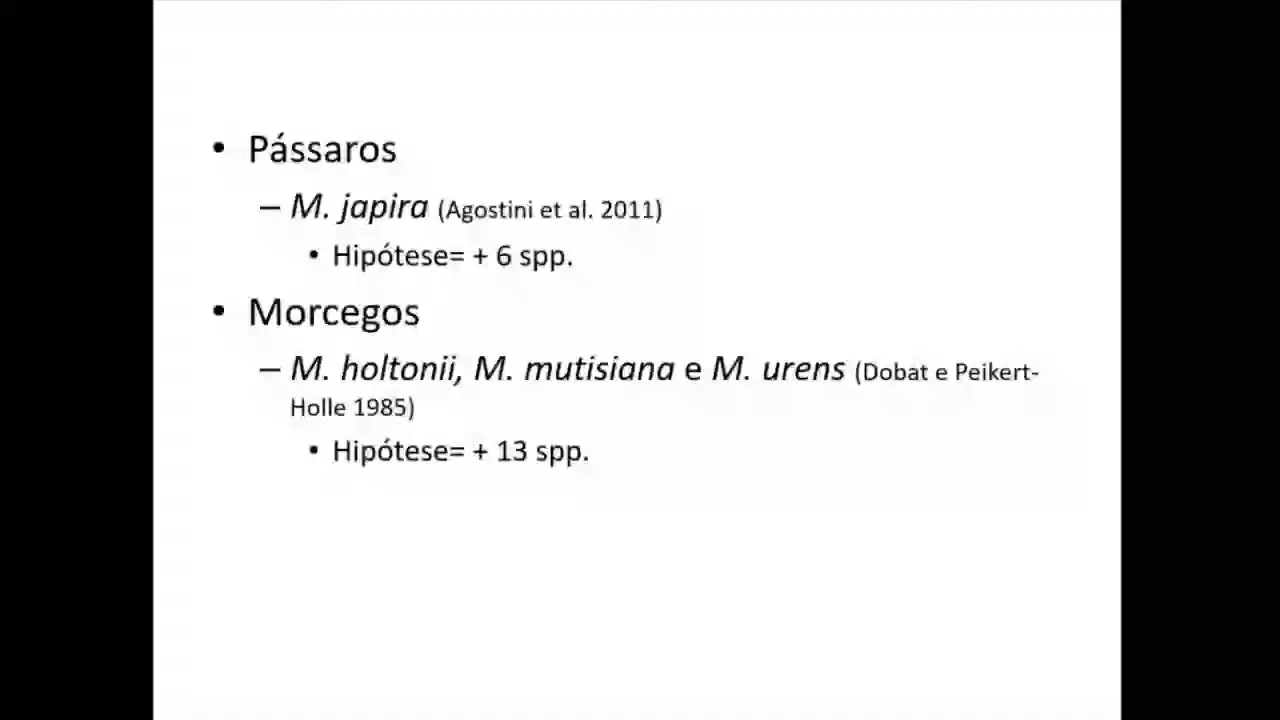 • Pássaros
– M. japira (Agostini et al. 2011)
• Hipótese= + 6 spp.
• Morcegos
– M. holtonii, M. mutisiana e M. urens (Dobat e Peikert-
Holle 1985)
• Hipótese= + 13 spp.